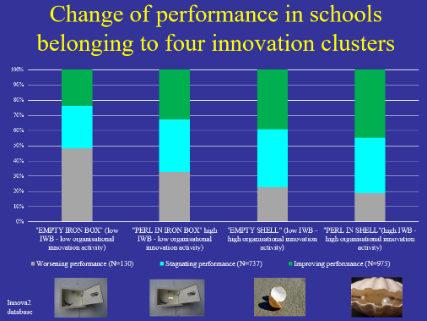 Change of performance in schools
belonging to four innovation clusters
100%
90%
80%
70%
60%
50%
40%
30%
20%
10%
0%
"EMPTY IRON BOX" (low
IWB - low organisational
innovation activity)
"PERL IN IRON BOX" high
IWB - low organisational
innovation activity)
"EMPTY SHELL" (low IWB -
high organisational innovation
activity)
"PERL IN SHELL"(high IWB -
high organisational innovation
activity)
Worsening performance (N=130)
Stagnating performance (N=737)
Improving performance (N=975)
Innova2
database